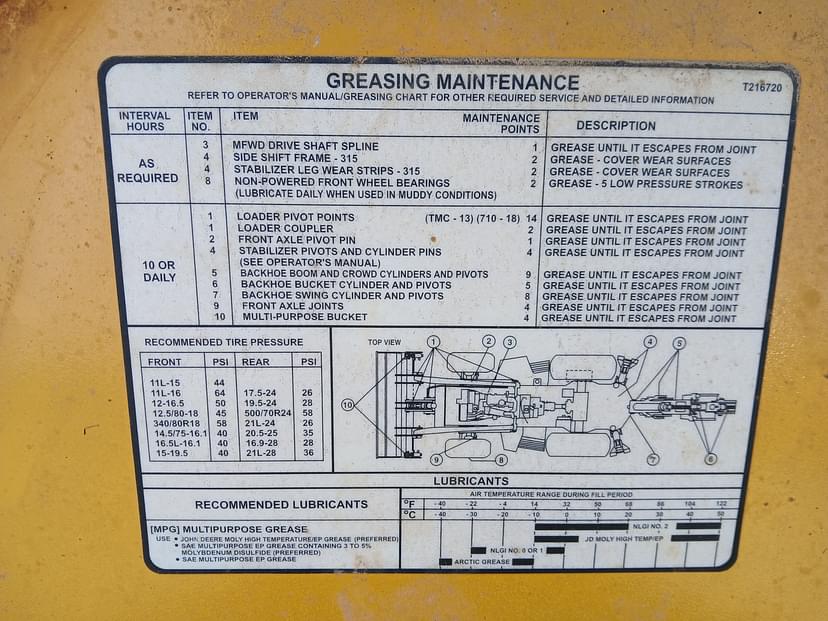 GREASING MAINTENANCE
T216720
REFER TO OPERATOR'S MANUAL/GREASING CHART FOR OTHER REQUIRED SERVICE AND DETAILED INFORMATION
INTERVAL HOURS ITEM NO. ITEM MAINTENANCE POINTS DESCRIPTION
AS REQUIRED
3 MFWD DRIVE SHAFT SPLINE 1 GREASE UNTIL IT ESCAPES FROM JOINT
4 SIDE SHIFT FRAME - 315 2 GREASE - COVER WEAR SURFACES
4 STABILIZER LEG WEAR STRIPS - 315 2 GREASE - COVER WEAR SURFACES
8 NON-POWERED FRONT WHEEL BEARINGS 2 GREASE - 5 LOW PRESSURE STROKES
(LUBRICATE DAILY WHEN USED IN MUDDY CONDITIONS)
10 OR DAILY
1 LOADER PIVOT POINTS (TMC - 13) (710 - 18) 14 GREASE UNTIL IT ESCAPES FROM JOINT
1 LOADER COUPLER 2 GREASE UNTIL IT ESCAPES FROM JOINT
2 FRONT AXLE PIVOT PIN 1 GREASE UNTIL IT ESCAPES FROM JOINT
4 STABILIZER PIVOTS AND CYLINDER PINS 4 GREASE UNTIL IT ESCAPES FROM JOINT
(SEE OPERATOR'S MANUAL)
5 BACKHOE BOOM AND CROWD CYLINDERS AND PIVOTS 9 GREASE UNTIL IT ESCAPES FROM JOINT
6 BACKHOE BUCKET CYLINDER AND PIVOTS 5 GREASE UNTIL IT ESCAPES FROM JOINT
7 BACKHOE SWING CYLINDER AND PIVOTS 8 GREASE UNTIL IT ESCAPES FROM JOINT
9 FRONT AXLE JOINTS 4 GREASE UNTIL IT ESCAPES FROM JOINT
10 MULTI-PURPOSE BUCKET 4 GREASE UNTIL IT ESCAPES FROM JOINT
RECOMMENDED TIRE PRESSURE
FRONT PSI REAR PSI
11L-15 44
11L-16 64 17.5-24 26
12-16.5 50 19.5-24 28
12.5/80-18 45 500/70R24 58
340/80R18 58 21L-24 26
14.5/75-16.1 40 20.5-25 35
16.5L-16.1 40 16.9-28 28
15-19.5 40 21L-28 36
TOP VIEW
1 2 3 4 5
10
9 8 7 6
LUBRICANTS
RECOMMENDED LUBRICANTS
AIR TEMPERATURE RANGE DURING FILL PERIOD
°F -40 -22 -4 14 32 50 68 86 104 122
°C -40 -30 -20 -10 0 10 20 30 40 50
[MPG] MULTIPURPOSE GREASE
USE • JOHN DEERE MOLY HIGH TEMPERATURE/EP GREASE (PREFERRED)
• SAE MULTIPURPOSE EP GREASE CONTAINING 3 TO 5%
MOLYBDENUM DISULFIDE (PREFERRED)
• SAE MULTIPURPOSE EP GREASE
NLGI NO. 2
JD MOLY HIGH TEMP/EP
NLGI NO. 0 OR 1
ARCTIC GREASE